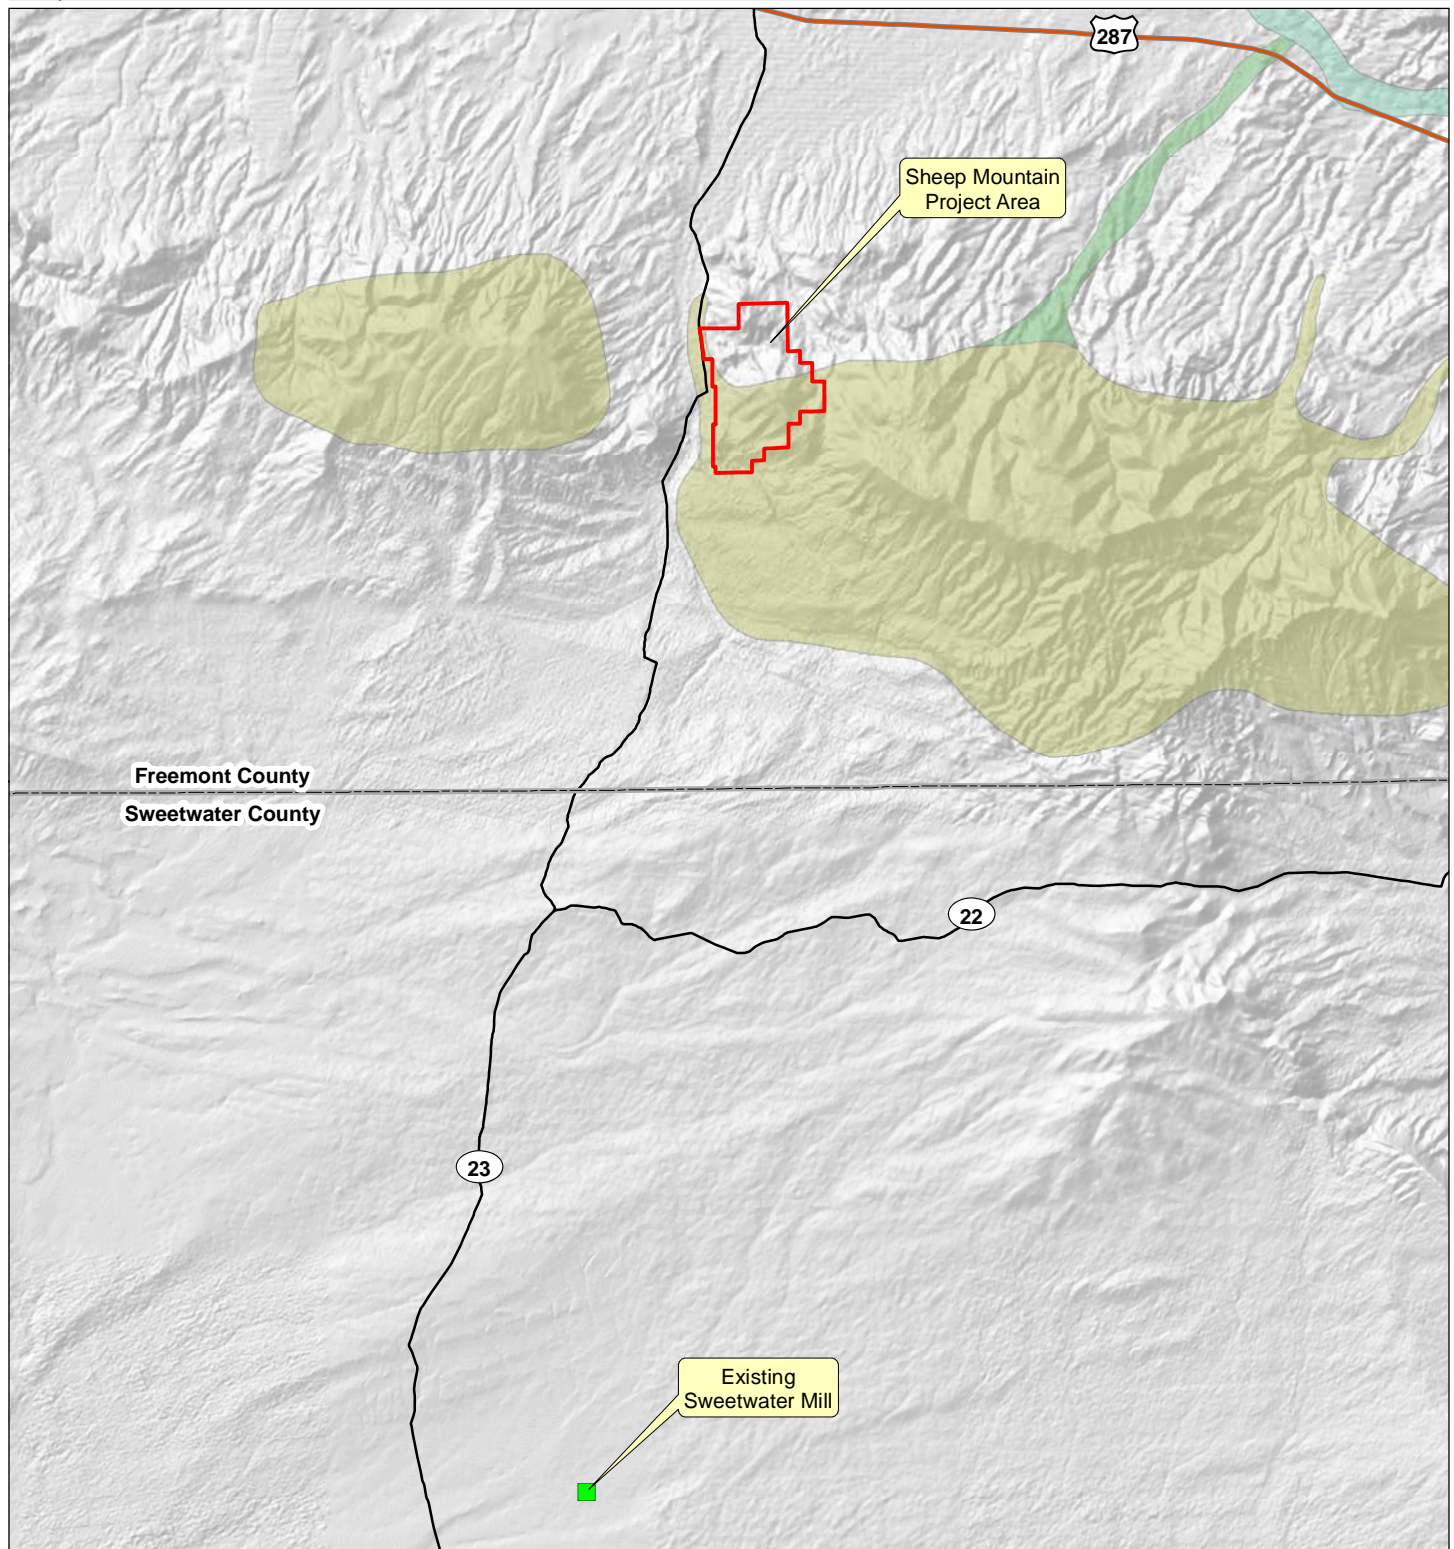 287
Sheep Mountain
Project Area
Freemont County
Sweetwater County
22
23
Existing
Sweetwater Mill